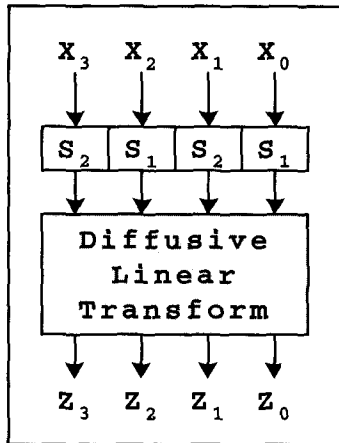 X₃ X₂ X₁ X₀
S₂ S₁ S₂ S₁
Diffusive
Linear
Transform
Z₃ Z₂ Z₁ Z₀